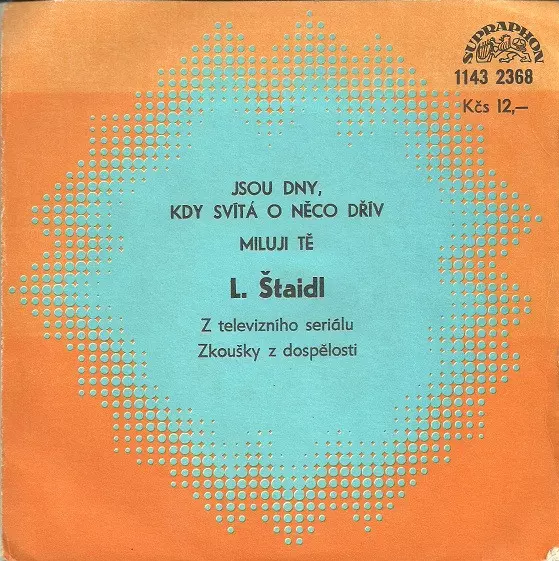 SUPRAPHON
1143 2368
Kčs 12,—
JSOU DNY,
KDY SVÍTÁ O NĚCO DŘÍV
MILUJI TĚ
L. Štaidl
Z televizního seriálu
Zkoušky z dospělosti